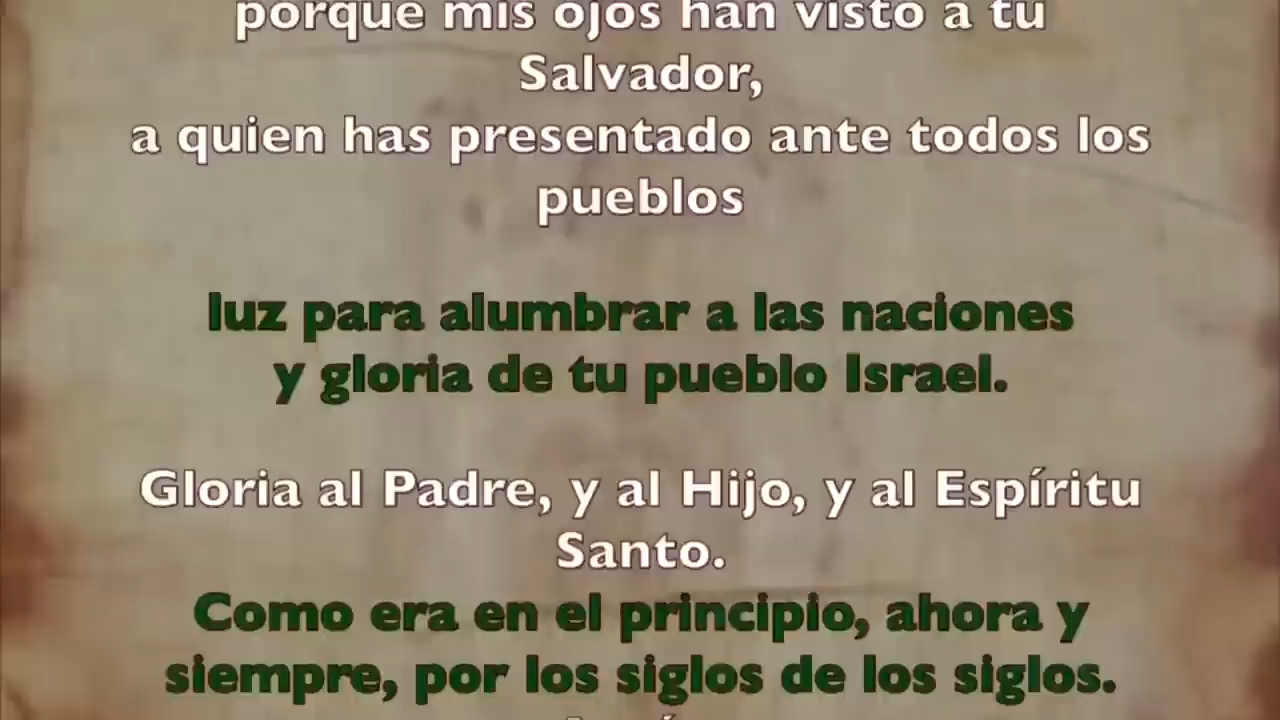 porque mis ojos han visto a tu
Salvador,
a quien has presentado ante todos los
pueblos
luz para alumbrar a las naciones
y gloria de tu pueblo Israel.
Gloria al Padre, y al Hijo, y al Espíritu
Santo.
Como era en el principio, ahora y
siempre, por los siglos de los siglos.